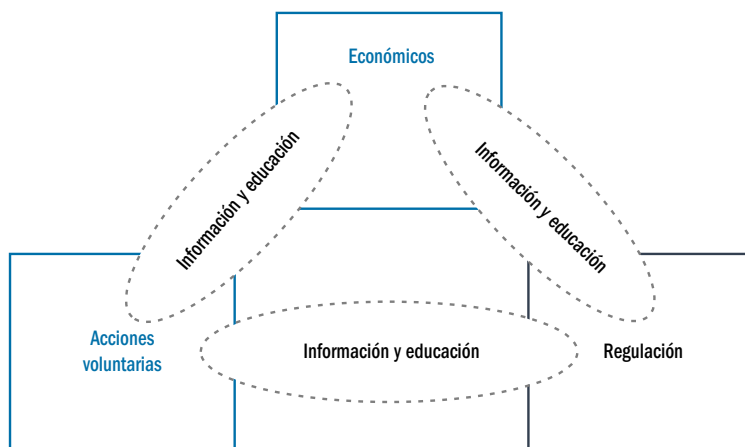 Económicos
Información y educación
Información y educación
Acciones
voluntarias
Información y educación
Regulación